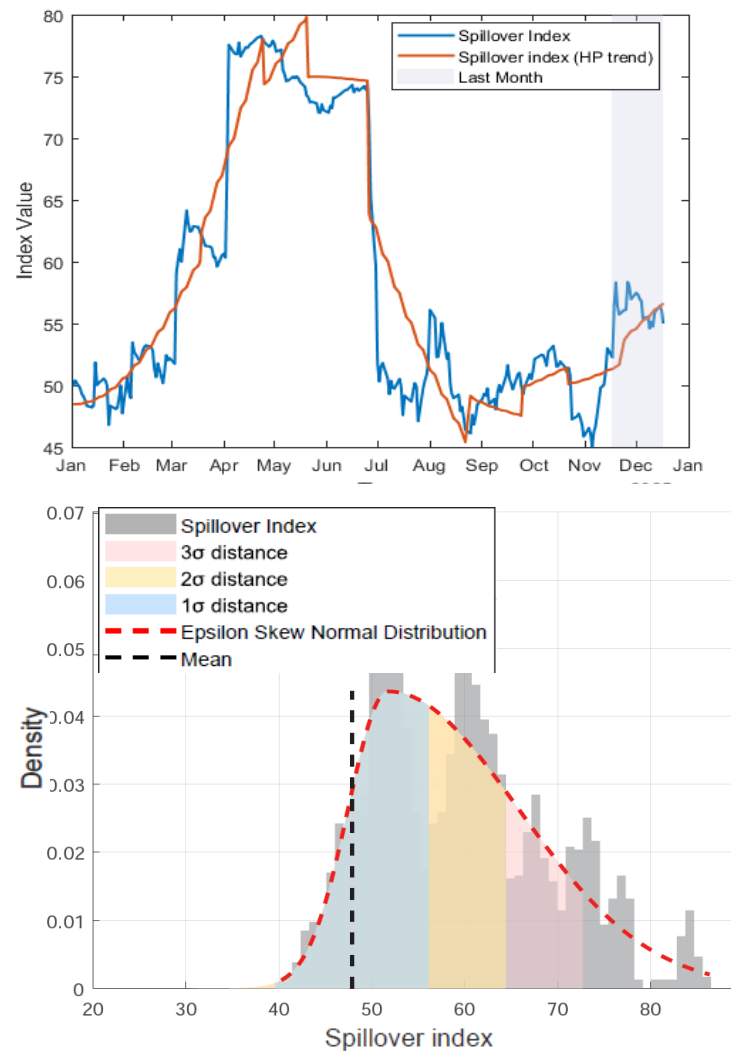 80
75
70
65
60
55
50
45
Index Value
Spillover Index
Spillover index (HP trend)
Last Month
Jan Feb Mar Apr May Jun Jul Aug Sep Oct Nov Dec Jan
0.07
0.06
0.05
0.04
0.03
0.02
0.01
0
Density
Spillover Index
3σ distance
2σ distance
1σ distance
Epsilon Skew Normal Distribution
Mean
20 30 40 50 60 70 80
Spillover index